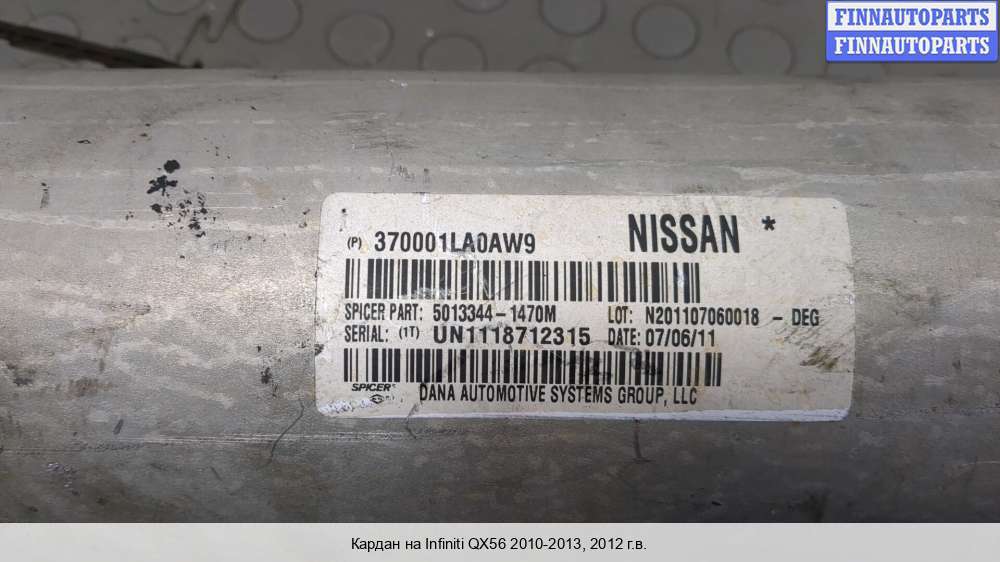 FINNAUTOPARTS
FINNAUTOPARTS
NISSAN *
(P) 370001LA0AW9
SPICER PART: 5013344-1470M LOT: N201107060018 - DEG
SERIAL: (1T) UN1118712315 DATE: 07/06/11
SPICER
DANA AUTOMOTIVE SYSTEMS GROUP, LLC
Кардан на Infiniti QX56 2010-2013, 2012 г.в.